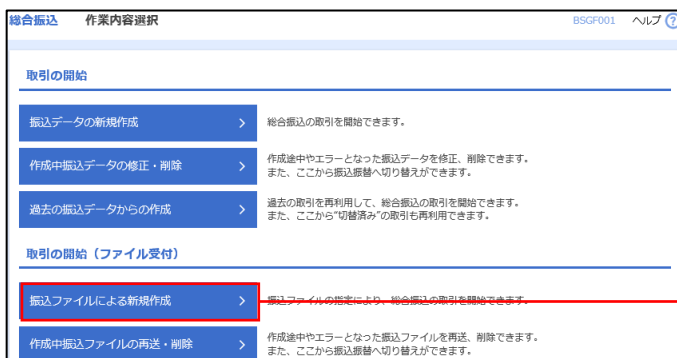 総合振込 作業内容選択 BSGF001 ヘルプ ?
取引の開始
振込データの新規作成 > 総合振込の取引を開始できます。
作成中振込データの修正・削除 > 作成途中やエラーとなった振込データを修正、削除できます。
また、ここから振込振替へ切り替えができます。
過去の振込データからの作成 > 過去の取引を再利用して、総合振込の取引を開始できます。
また、ここから"切替済み"の取引も再利用できます。
取引の開始（ファイル受付）
振込ファイルによる新規作成 > 振込ファイルの指定により、総合振込の取引を開始できます。
作成中振込ファイルの再送・削除 > 作成途中やエラーとなった振込ファイルを再送、削除できます。
また、ここから振込振替へ切り替えができます。